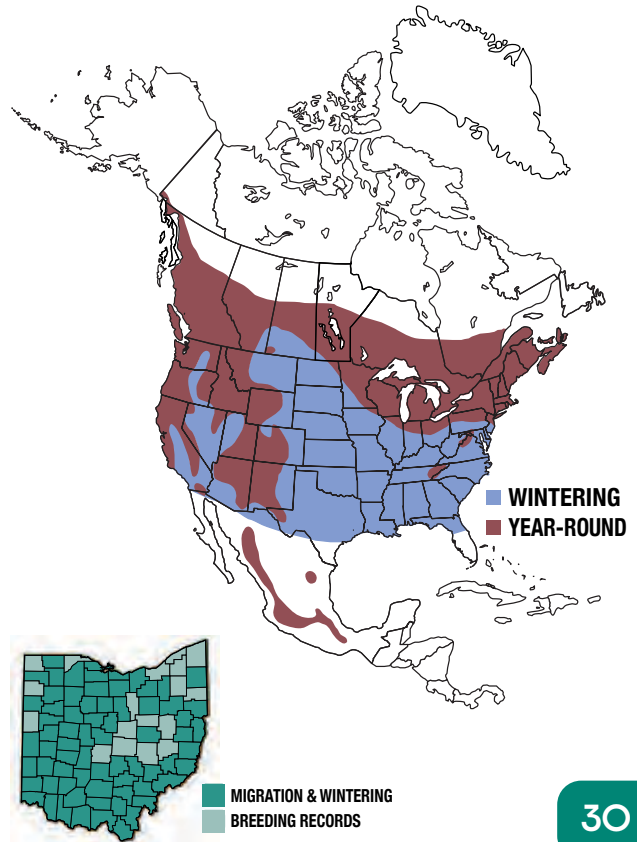 WINTERING
YEAR-ROUND
MIGRATION & WINTERING
BREEDING RECORDS
30